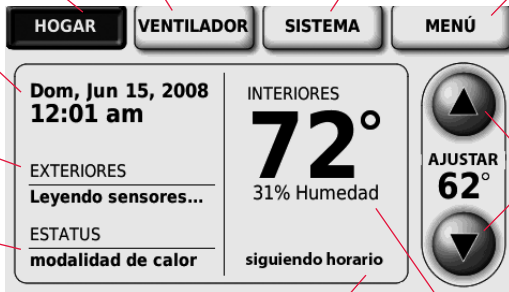 HOGAR
VENTILADOR
SISTEMA
MENÚ
Dom, Jun 15, 2008
12:01 am
EXTERIORES
Leyendo sensores...
ESTATUS
modalidad de calor
INTERIORES
72°
31% Humedad
siguiendo horario
AJUSTAR
62°